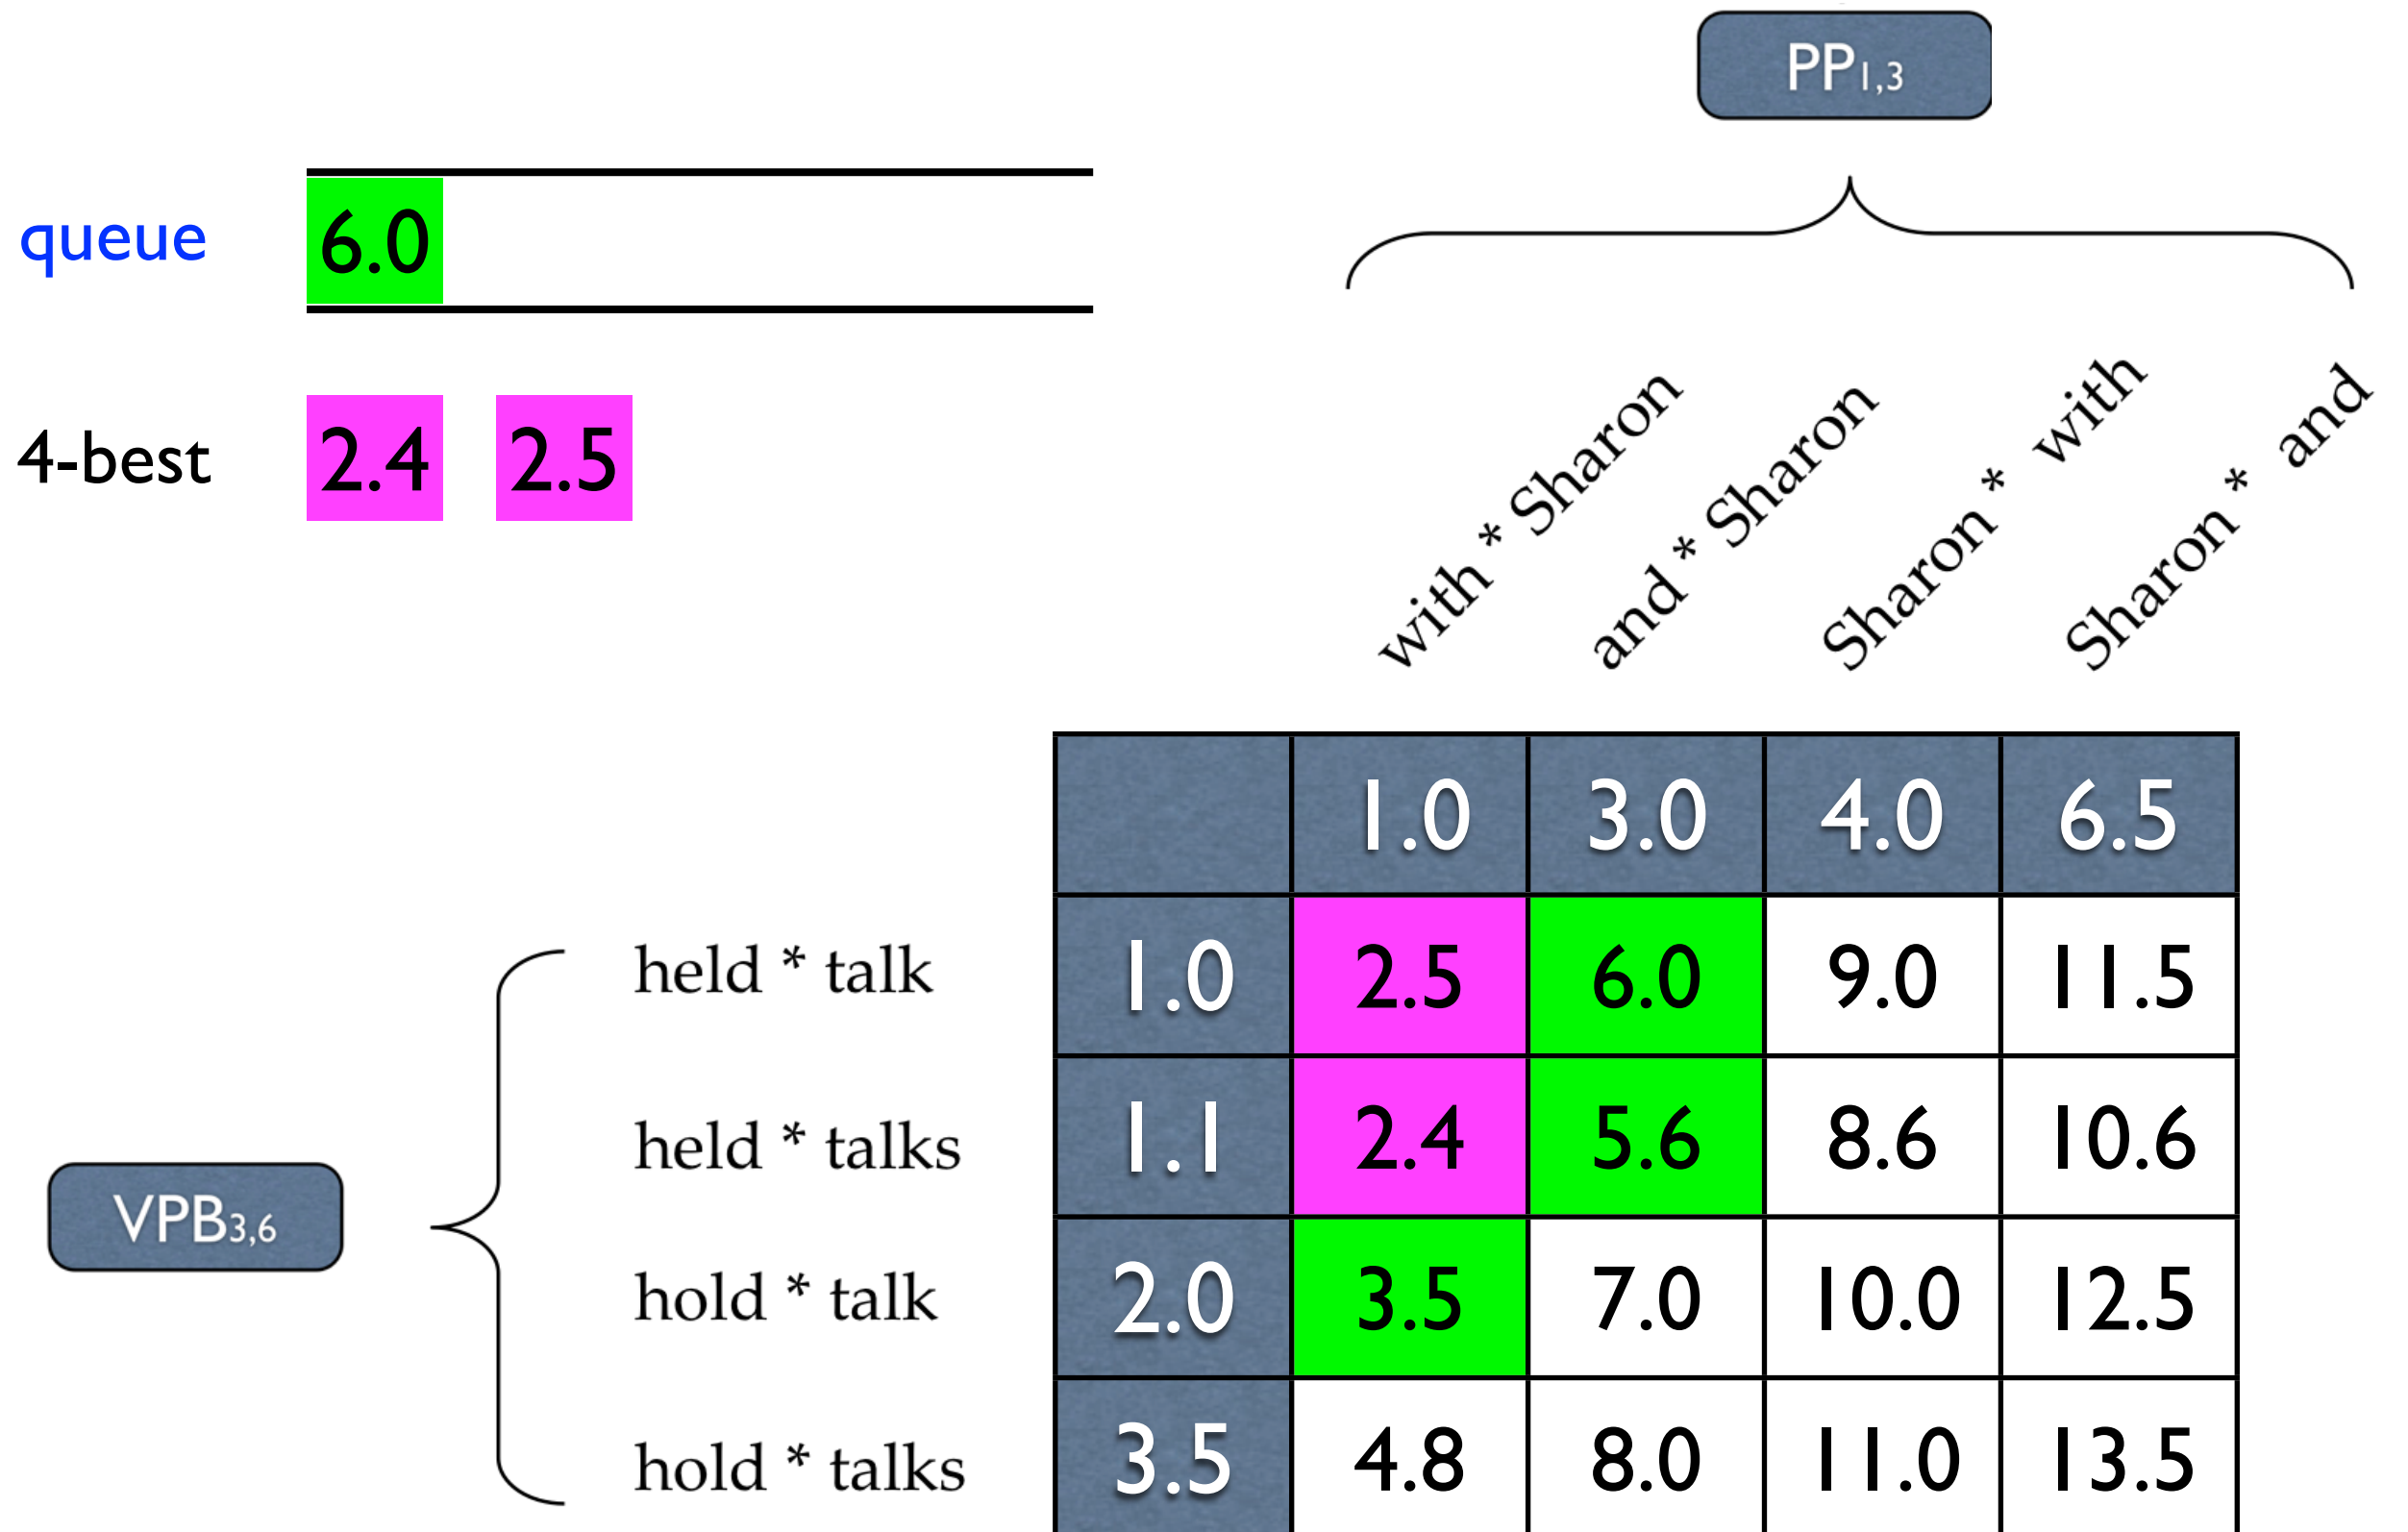 PP1,3
queue 6.0
4-best 2.4 2.5
with * Sharon
and * Sharon
Sharon * with
Sharon * and
1.0 3.0 4.0 6.5
held * talk 1.0 2.5 6.0 9.0 11.5
held * talks 1.1 2.4 5.6 8.6 10.6
VPB3,6
hold * talk 2.0 3.5 7.0 10.0 12.5
hold * talks 3.5 4.8 8.0 11.0 13.5